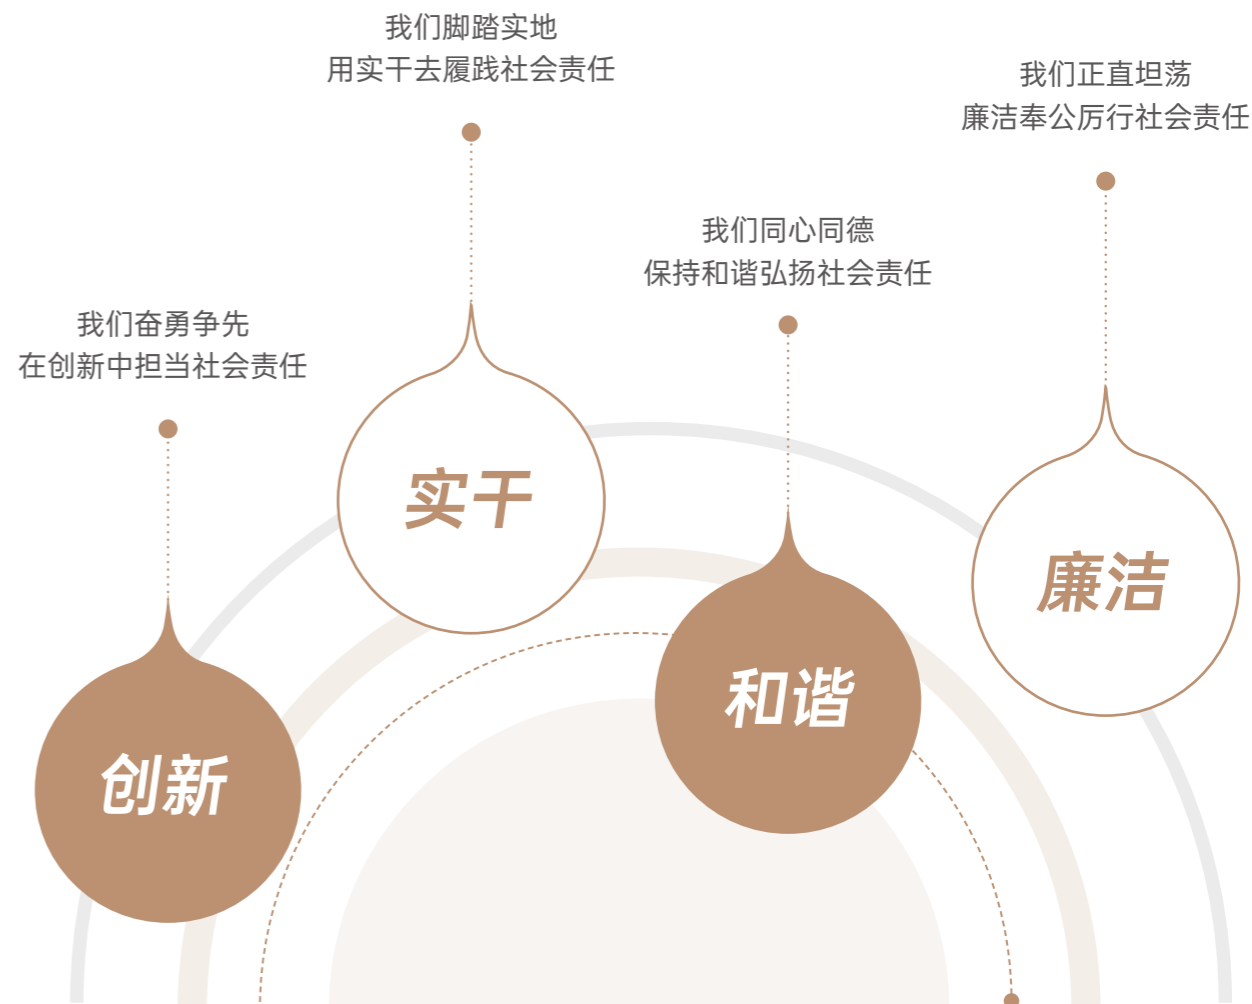 我们奋勇争先
在创新中担当社会责任
创新
我们脚踏实地
用实干去履践社会责任
实干
我们同心同德
保持和谐弘扬社会责任
和谐
我们正直坦荡
廉洁奉公厉行社会责任
廉洁